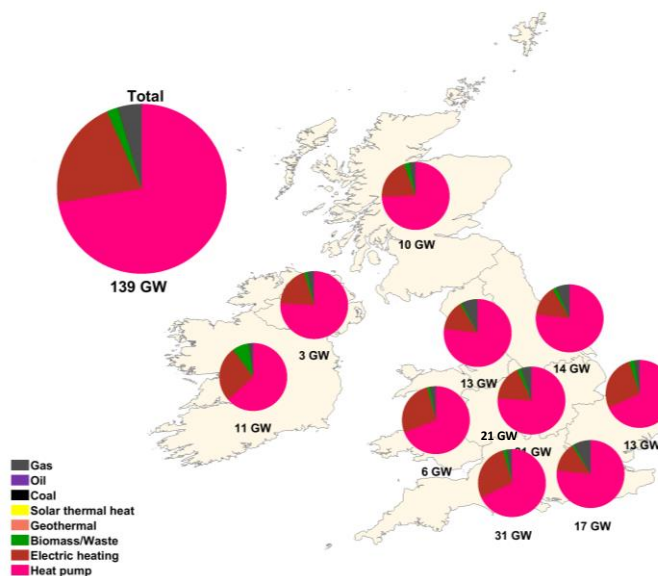 Total
139 GW
10 GW
3 GW
11 GW
13 GW
14 GW
21 GW
13 GW
6 GW
31 GW
17 GW
Gas
Oil
Coal
Solar thermal heat
Geothermal
Biomass/Waste
Electric heating
Heat pump